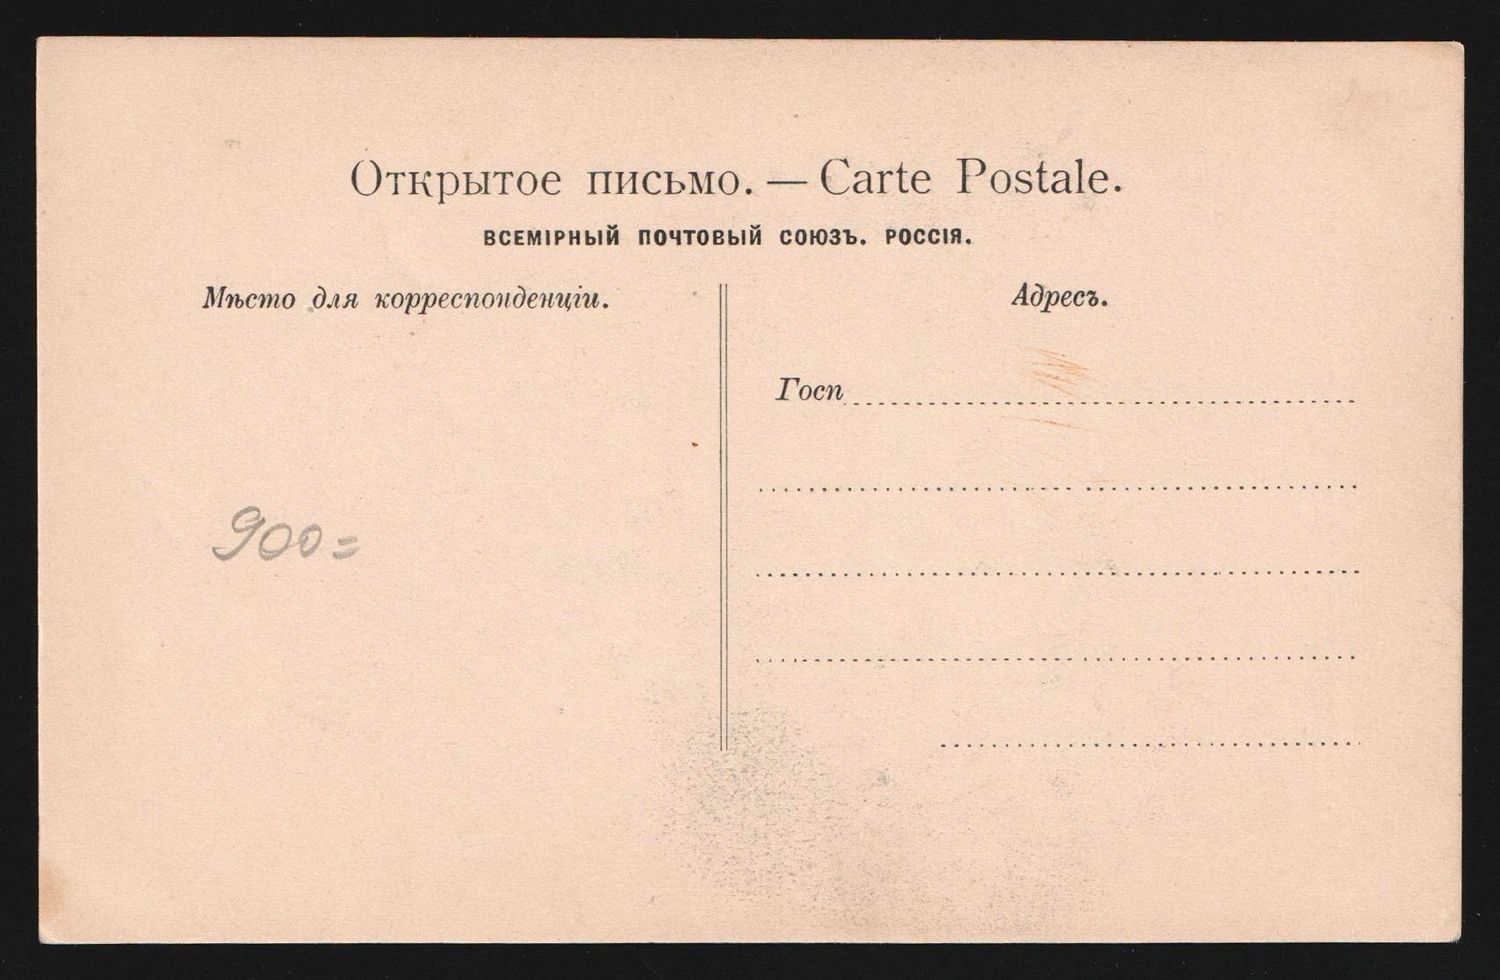 Открытое письмо. — Carte Postale.
ВСЕМІРНЫЙ ПОЧТОВЫЙ СОЮЗЪ. РОССІЯ.
Мѣсто для корреспонденціи.
Адресъ.
Госп
900=